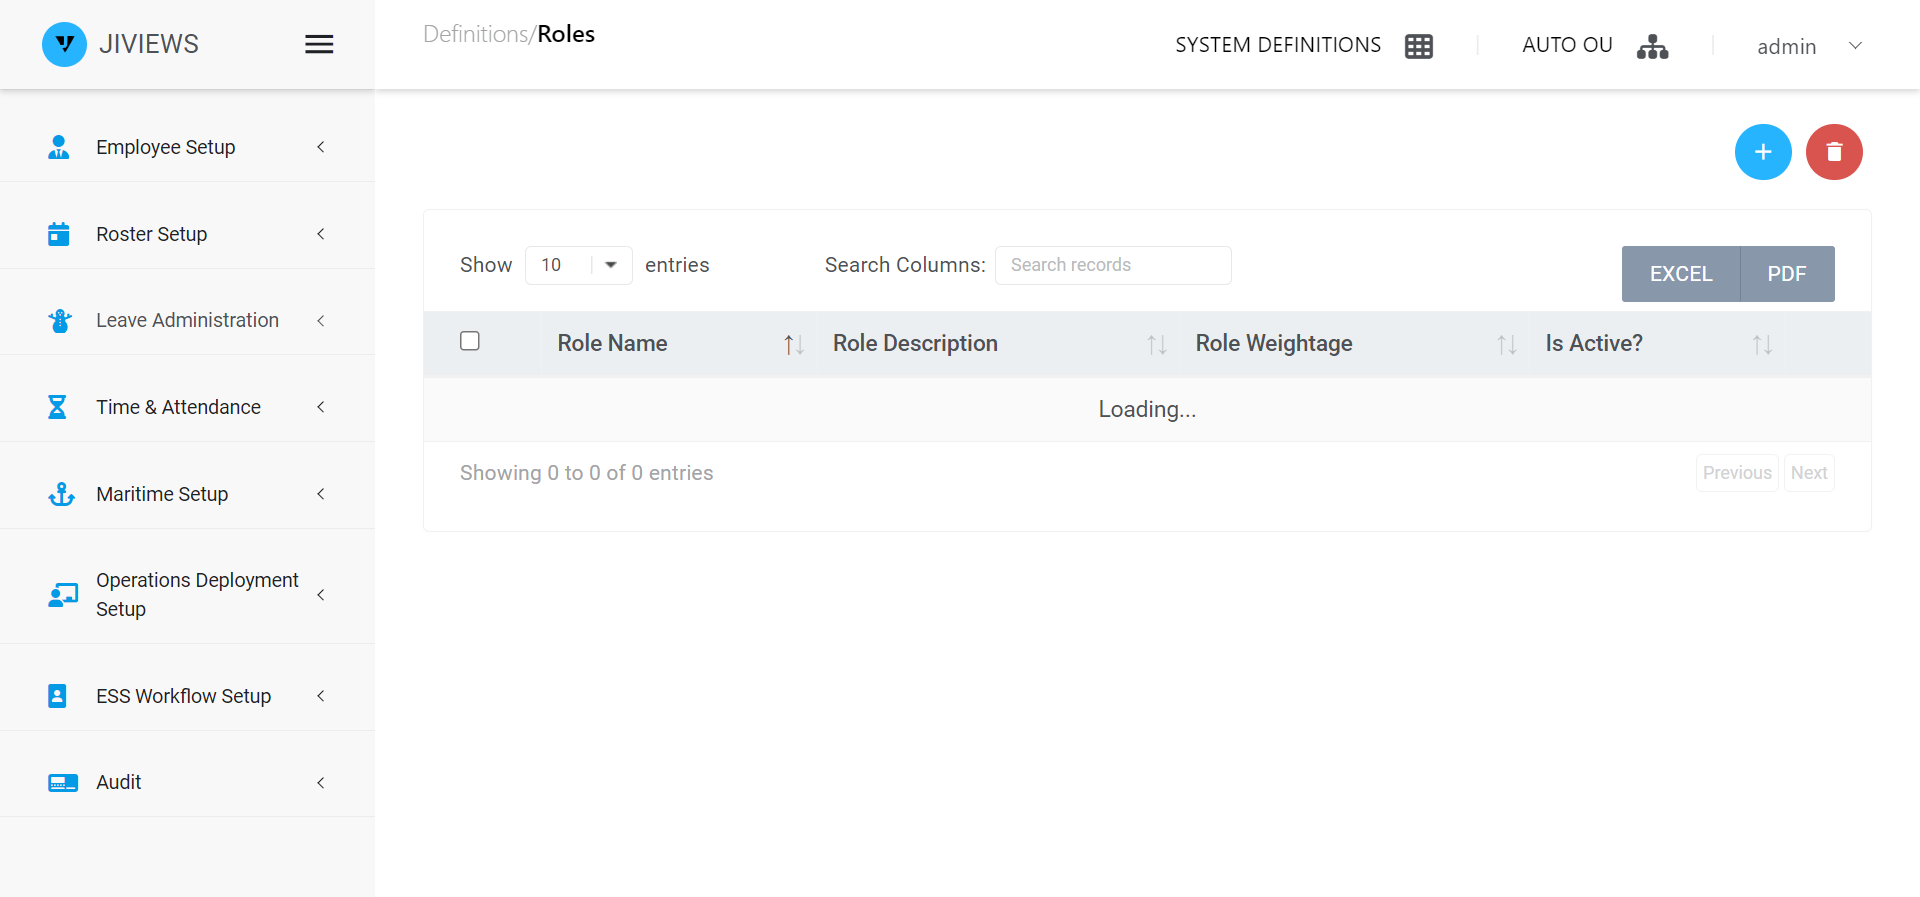 JIVIEWS
Definitions/Roles
SYSTEM DEFINITIONS
AUTO OU
admin
Employee Setup
Roster Setup
Leave Administration
Time & Attendance
Maritime Setup
Operations Deployment
Setup
ESS Workflow Setup
Audit
Show 10 entries
Search Columns: Search records
EXCEL PDF
Role Name Role Description Role Weightage Is Active?
Loading...
Showing 0 to 0 of 0 entries
Previous Next